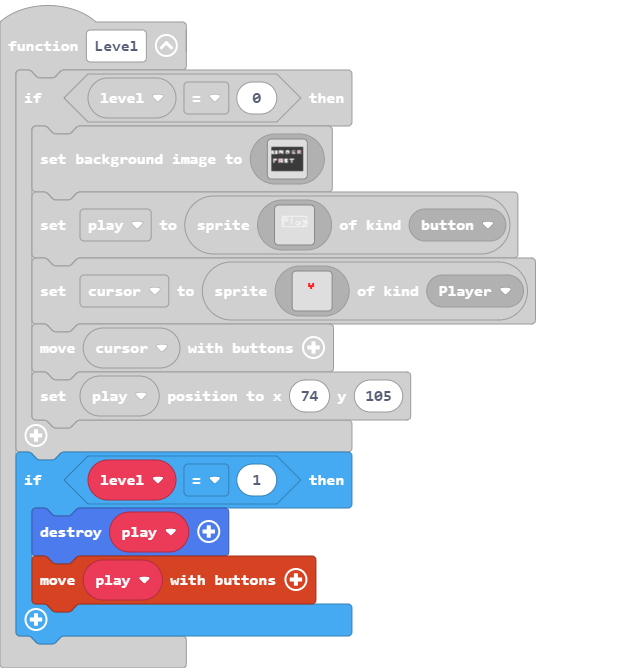 function Level
if level = 0 then
set background image to
set play to sprite Play of kind button
set cursor to sprite of kind Player
move cursor with buttons
set play position to x 74 y 105
if level = 1 then
destroy play
move play with buttons